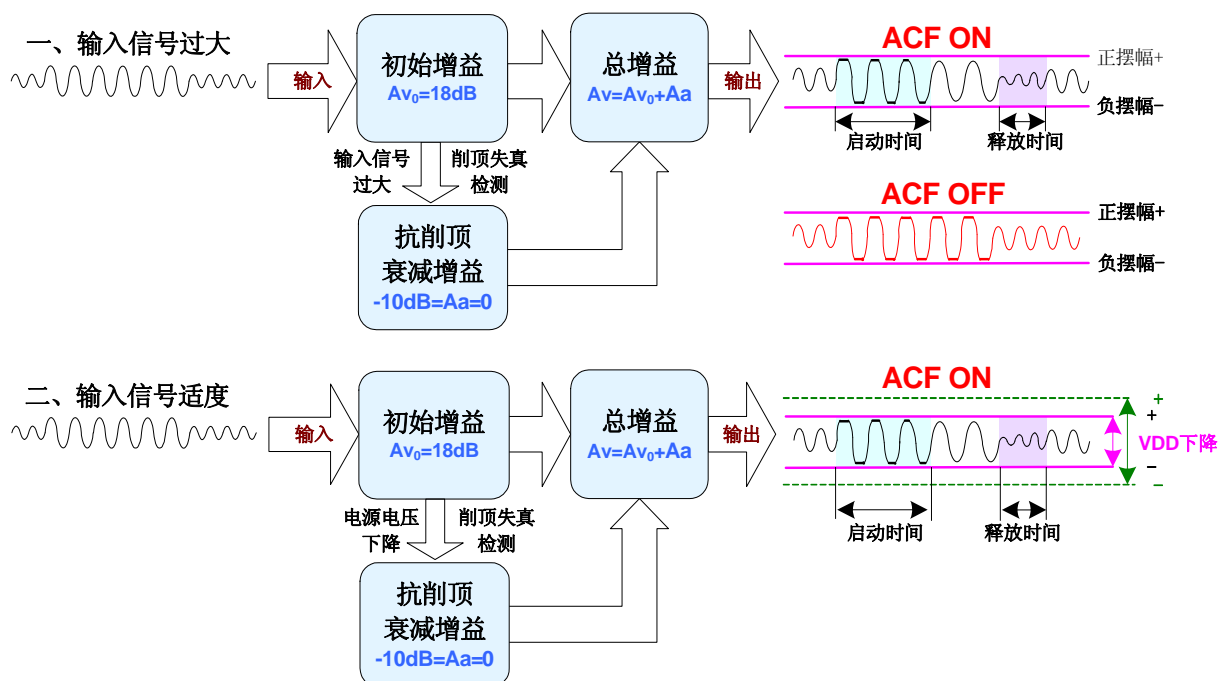 一、输入信号过大
输入
初始增益
Av₀=18dB
总增益
Av=Av₀+Aa
输出
ACF ON
正摆幅+
负摆幅-
启动时间
释放时间
输入信号
过大
削顶失真
检测
抗削顶
衰减增益
-10dB=Aa=0
ACF OFF
正摆幅+
负摆幅-
二、输入信号适度
输入
初始增益
Av₀=18dB
总增益
Av=Av₀+Aa
输出
ACF ON
+
+
VDD下降
-
-
启动时间
释放时间
电源电压
下降
削顶失真
检测
抗削顶
衰减增益
-10dB=Aa=0